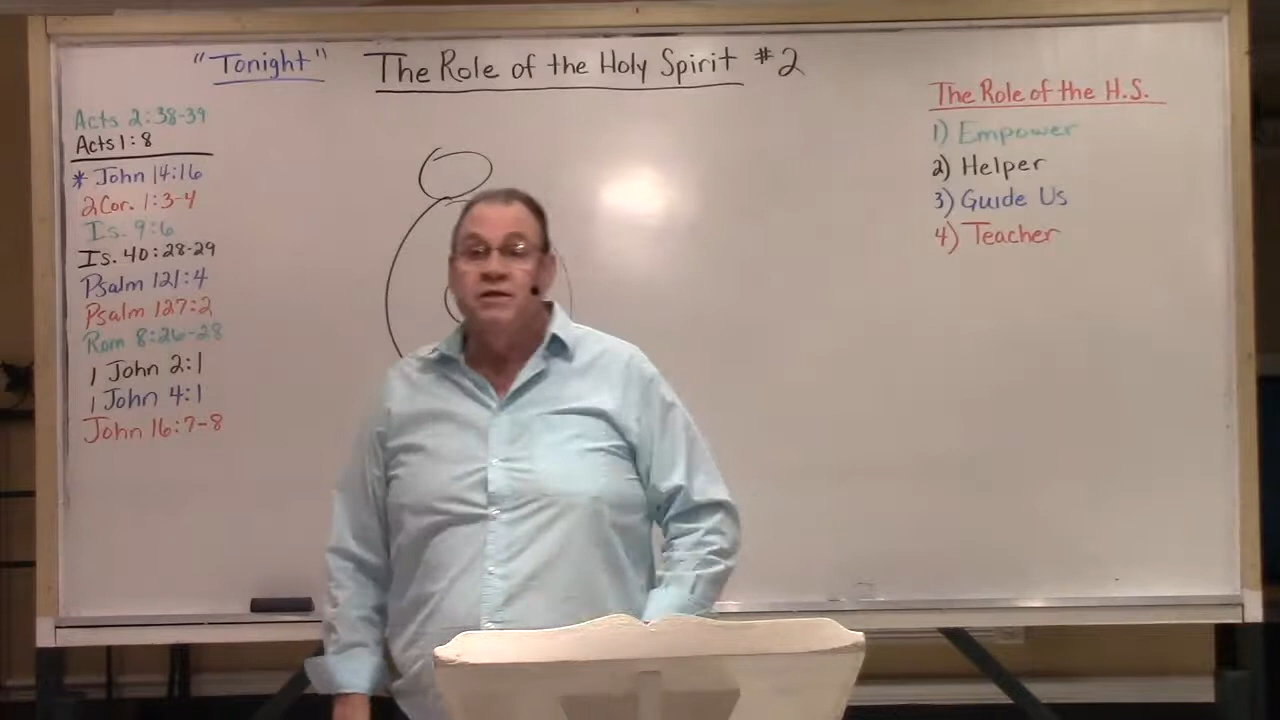 "Tonight" The Role of the Holy Spirit #2
Acts 2:38-39
Acts 1:8
* John 14:16
2 Cor. 1:3-4
Is. 9:6
Is. 40:28-29
Psalm 121:4
Psalm 127:2
Rom 8:26-28
1 John 2:1
1 John 4:1
John 16:7-8
The Role of the H.S.
1) Empower
2) Helper
3) Guide Us
4) Teacher